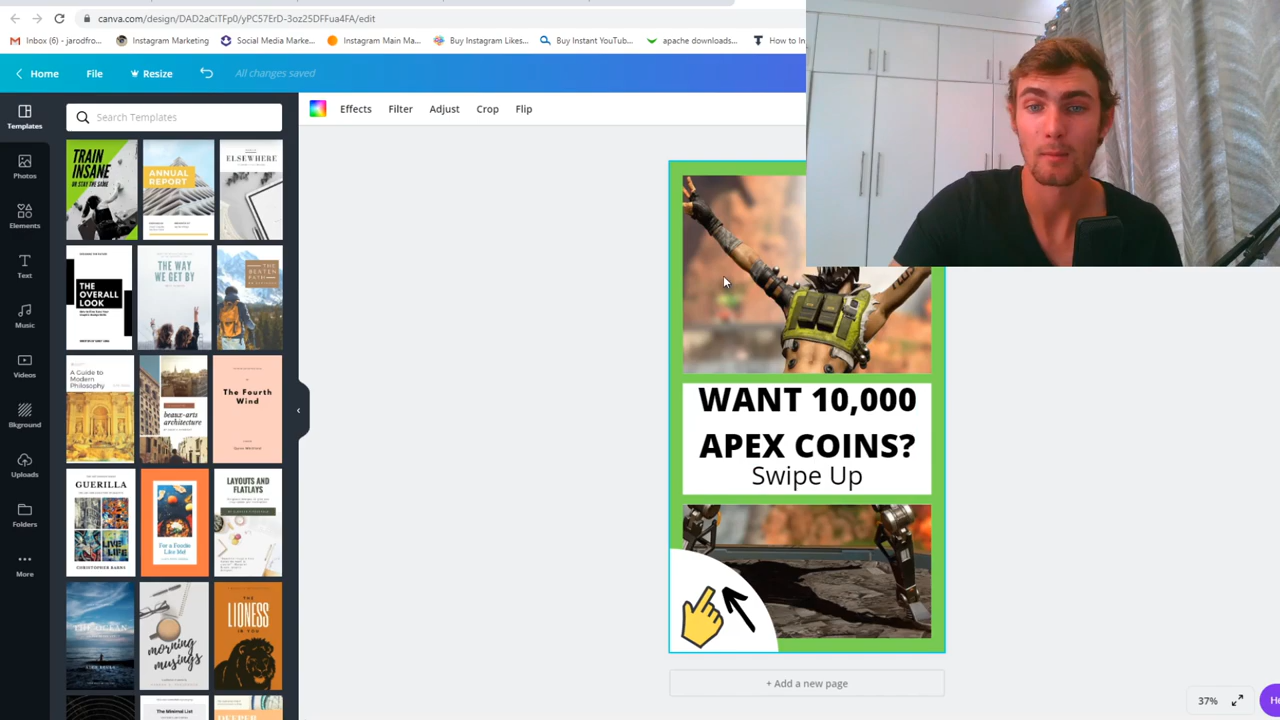 canva.com/design/DAD2aCiTFp0/yPC57ErD-3oz25DFFua4FA/edit
Inbox (6) - jarodfro... Instagram Marketing Social Media Marke... Instagram Main Ma... Buy Instagram Likes... Buy Instant YouTub... apache downloads... How to In
Home File Resize All changes saved
Templates
Photos
Elements
Text
Music
Videos
Bkground
Uploads
Folders
More
Search Templates
TRAIN
INSANE
OR STAY THE SAME
ANNUAL
REPORT
ELSEWHERE
THE
OVERALL
LOOK
THE WAY
WE GET BY
THE
BEATEN
PATH
A Guide to
Modern
Philosophy
beaux-arts
architecture
The Fourth
Wind
GUERILLA
LIVE
LIFE
CHRISTOPHER BARNS
For a Foodie
Like Me!
LAYOUTS AND
FLATLAYS
THE OCEAN
morning
musings
THE
LIONESS
IN YOU
The Minimal List
DEEPER
Effects Filter Adjust Crop Flip
WANT 10,000
APEX COINS?
Swipe Up
+ Add a new page
37%
He